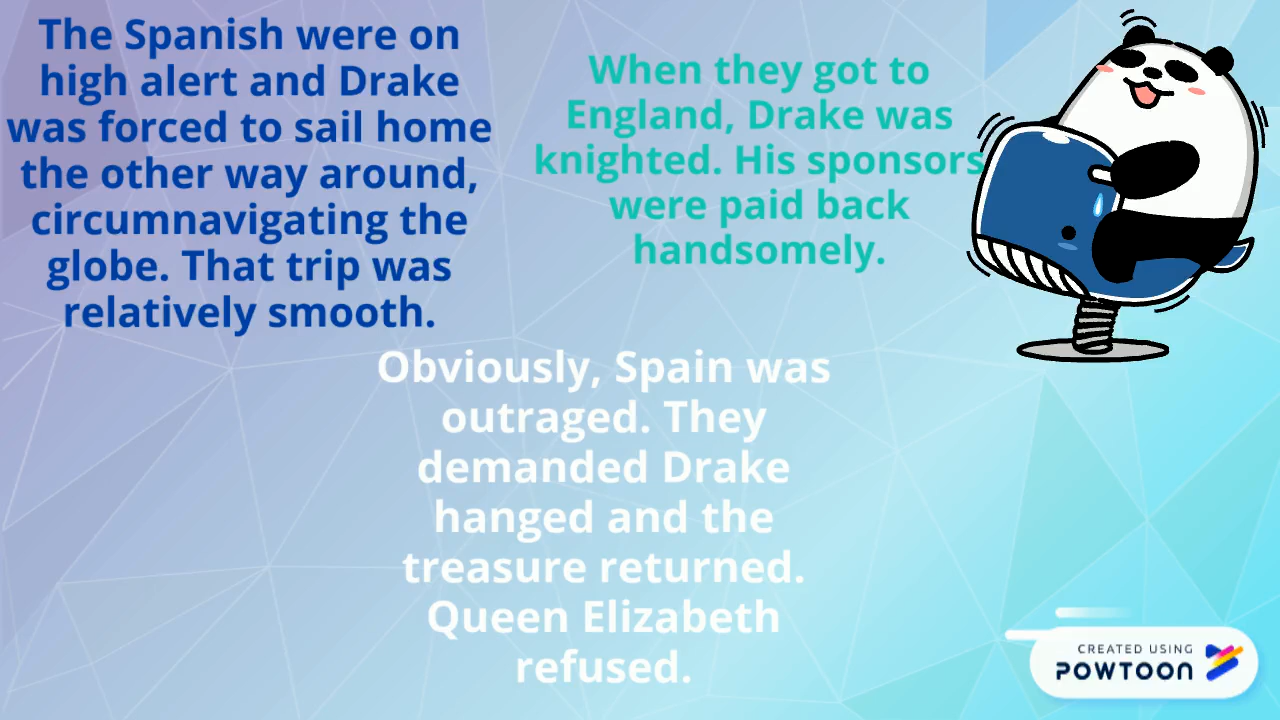 The Spanish were on
high alert and Drake
was forced to sail home
the other way around,
circumnavigating the
globe. That trip was
relatively smooth.
When they got to
England, Drake was
knighted. His sponsors
were paid back
handsomely.
Obviously, Spain was
outraged. They
demanded Drake
hanged and the
treasure returned.
Queen Elizabeth
refused.
CREATED USING
POWTOON